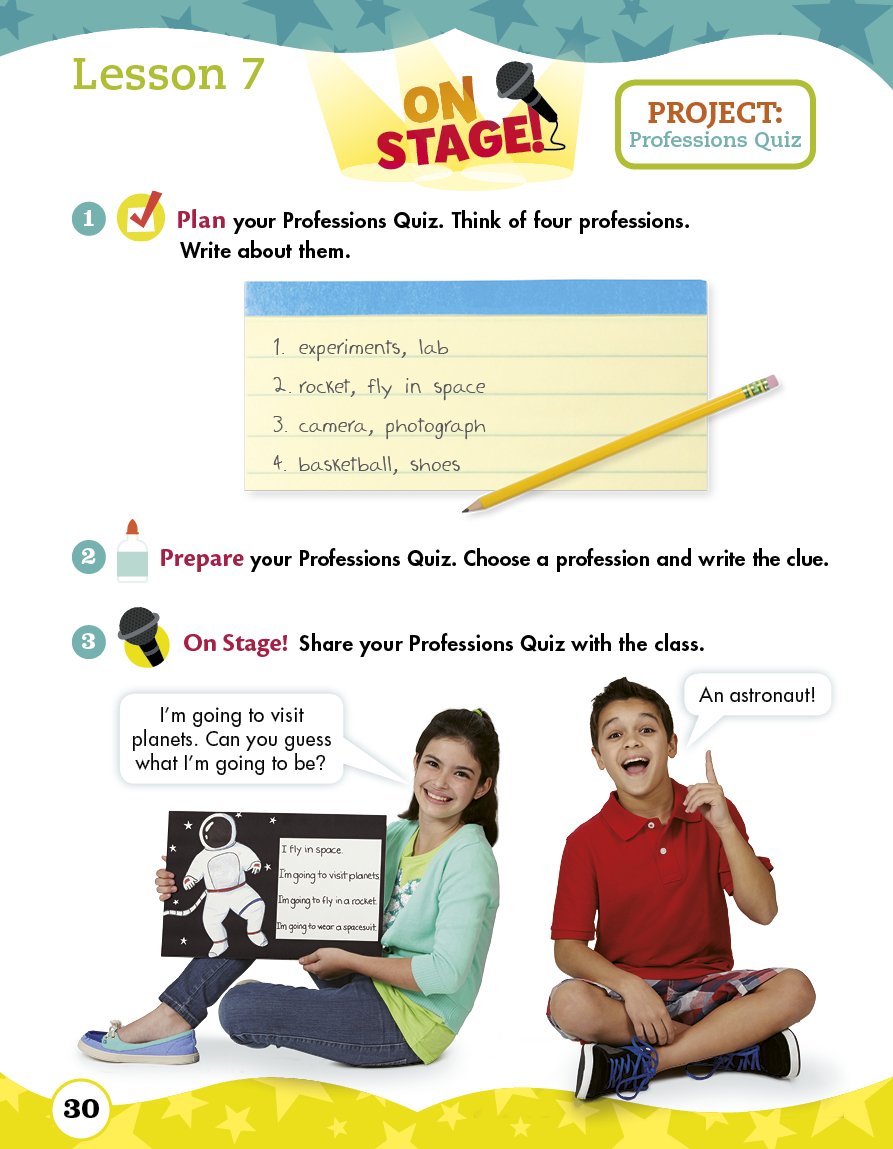 Lesson 7
ON
STAGE!
PROJECT:
Professions Quiz
1
Plan your Professions Quiz. Think of four professions.
Write about them.
1. experiments, lab
2. rocket, fly in space
3. camera, photograph
4. basketball, shoes
2
Prepare your Professions Quiz. Choose a profession and write the clue.
3
On Stage! Share your Professions Quiz with the class.
I'm going to visit
planets. Can you guess
what I'm going to be?
An astronaut!
I fly in space.
I'm going to visit planets.
I'm going to fly in a rocket.
I'm going to wear a spacesuit.
30